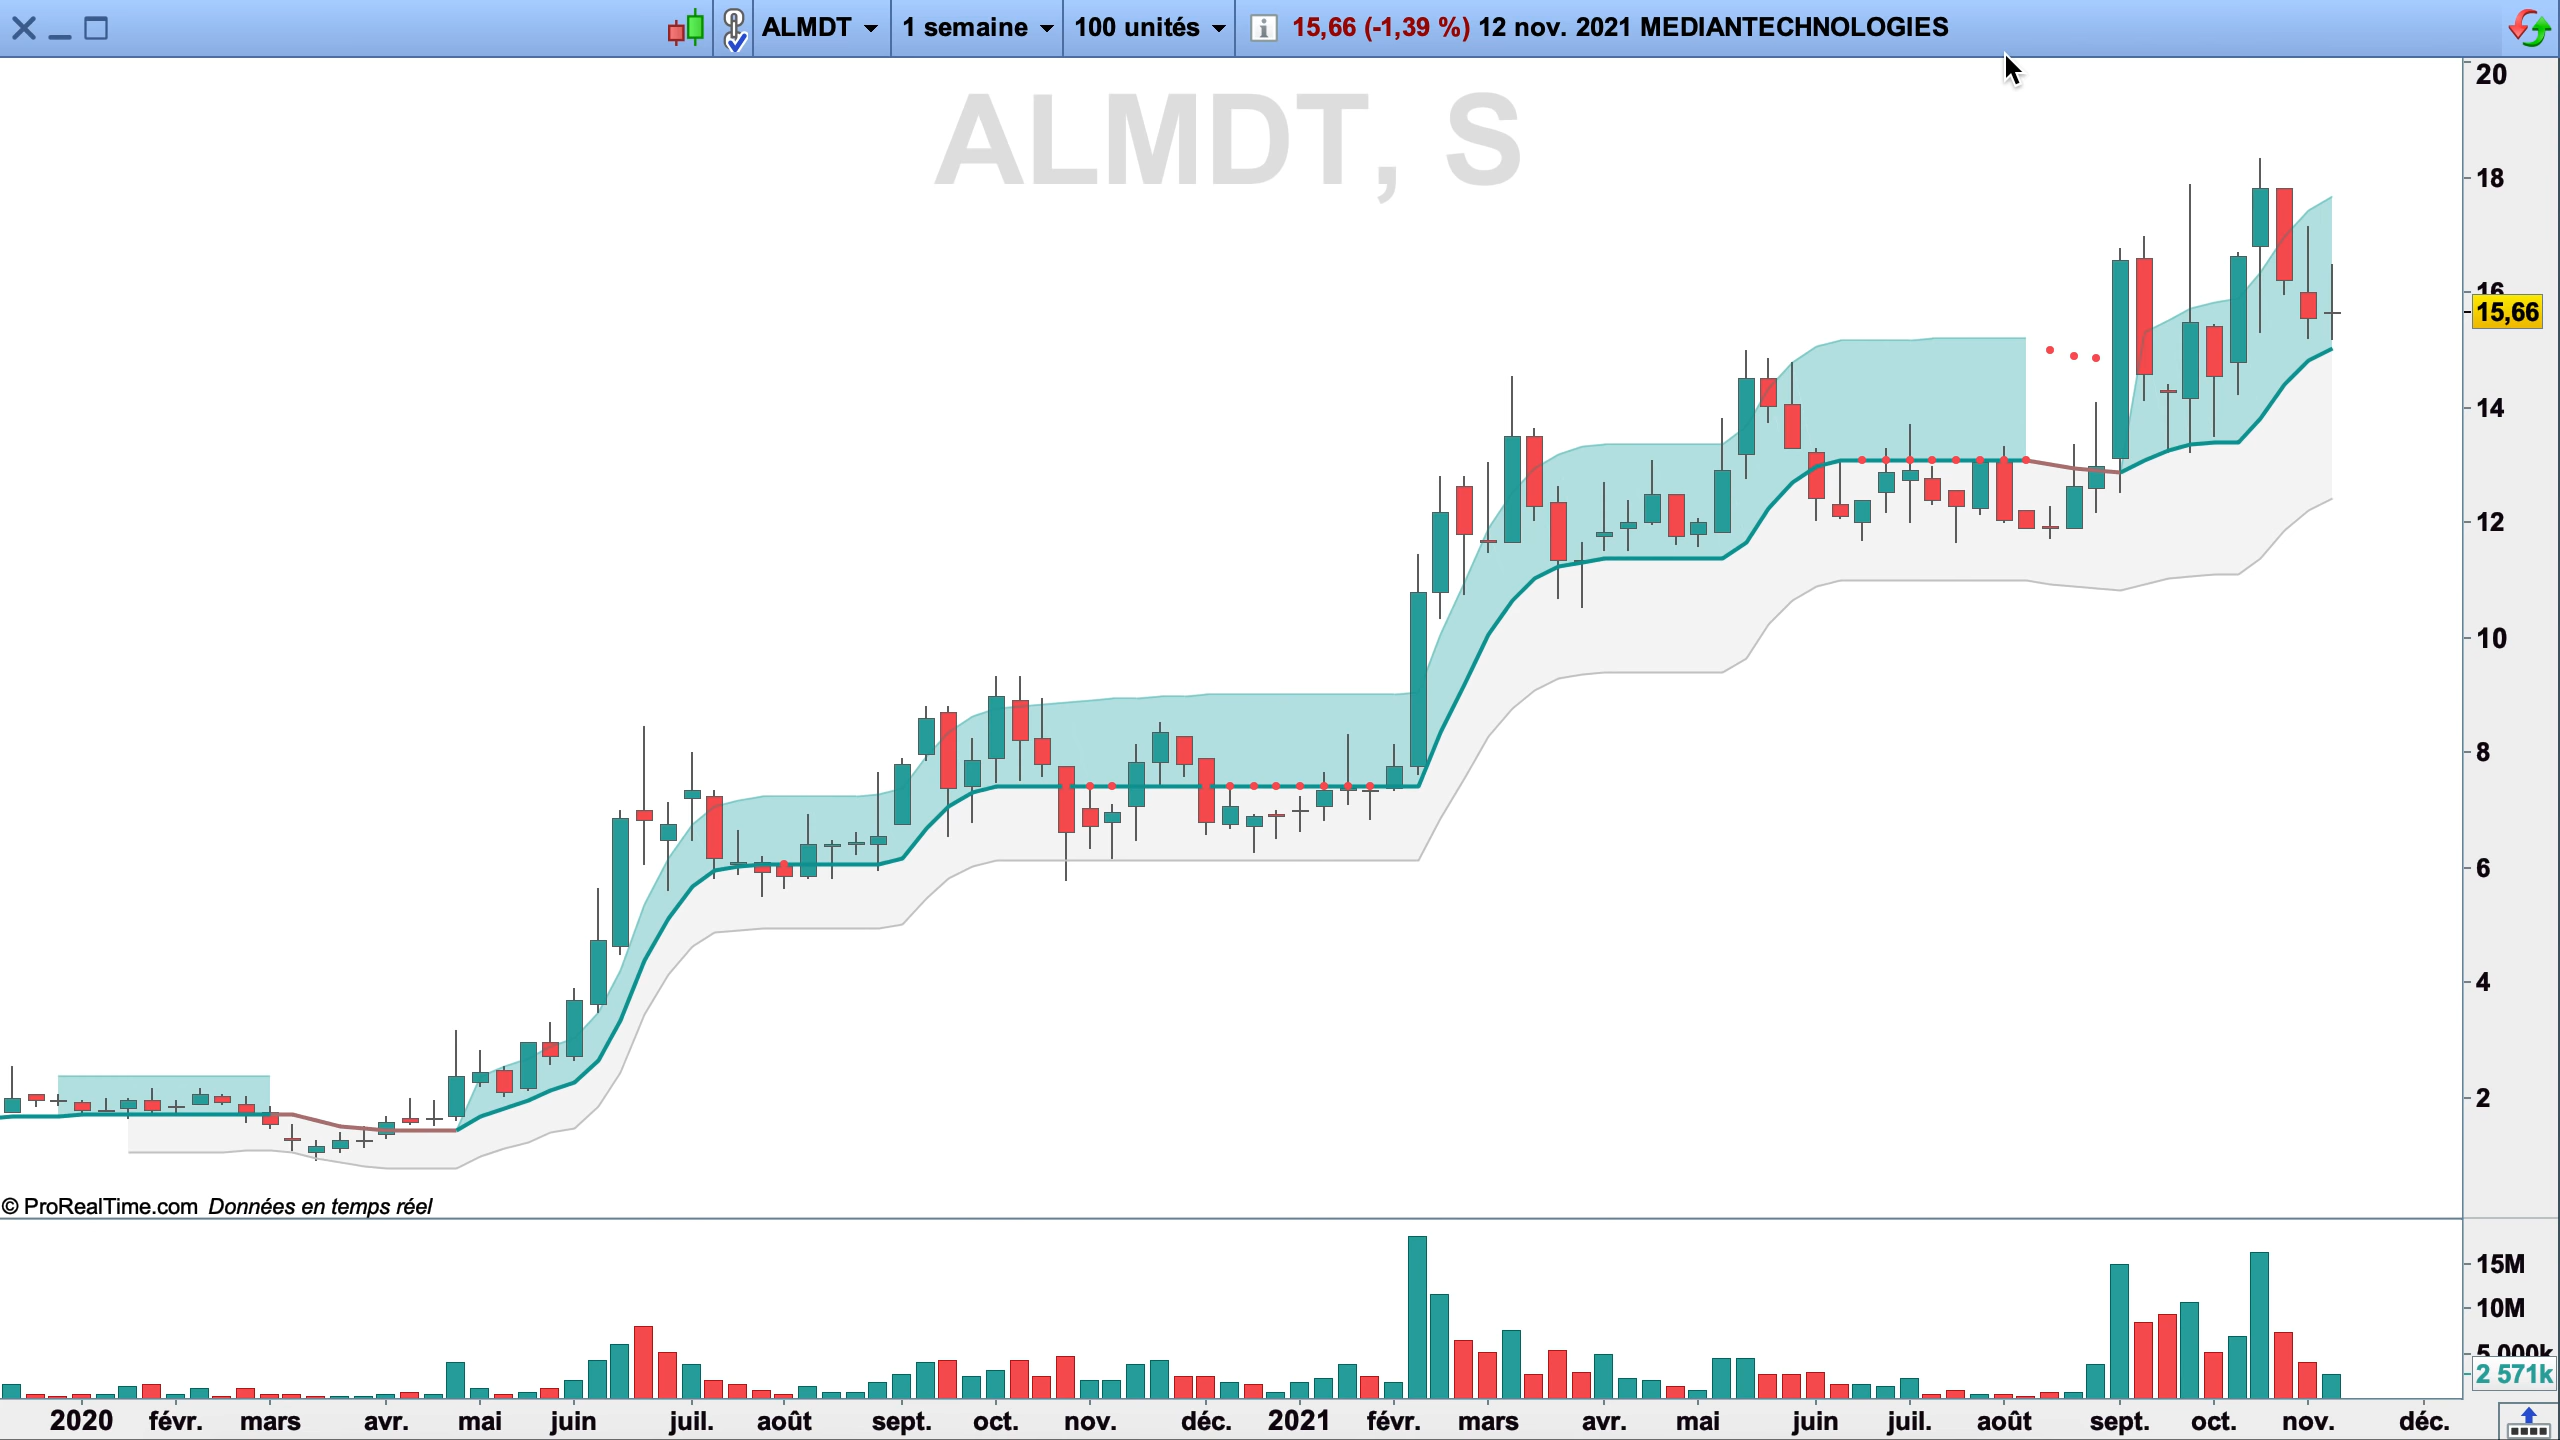 ALMDT 1 semaine 100 unités 15,66 (-1,39 %) 12 nov. 2021 MEDIANTECHNOLOGIES
ALMDT, S
20
18
16
15,66
14
12
10
8
6
4
2
© ProRealTime.com Données en temps réel
15M
10M
5 000k
2 571k
2020 févr. mars avr. mai juin juil. août sept. oct. nov. déc. 2021 févr. mars avr. mai juin juil. août sept. oct. nov. déc.